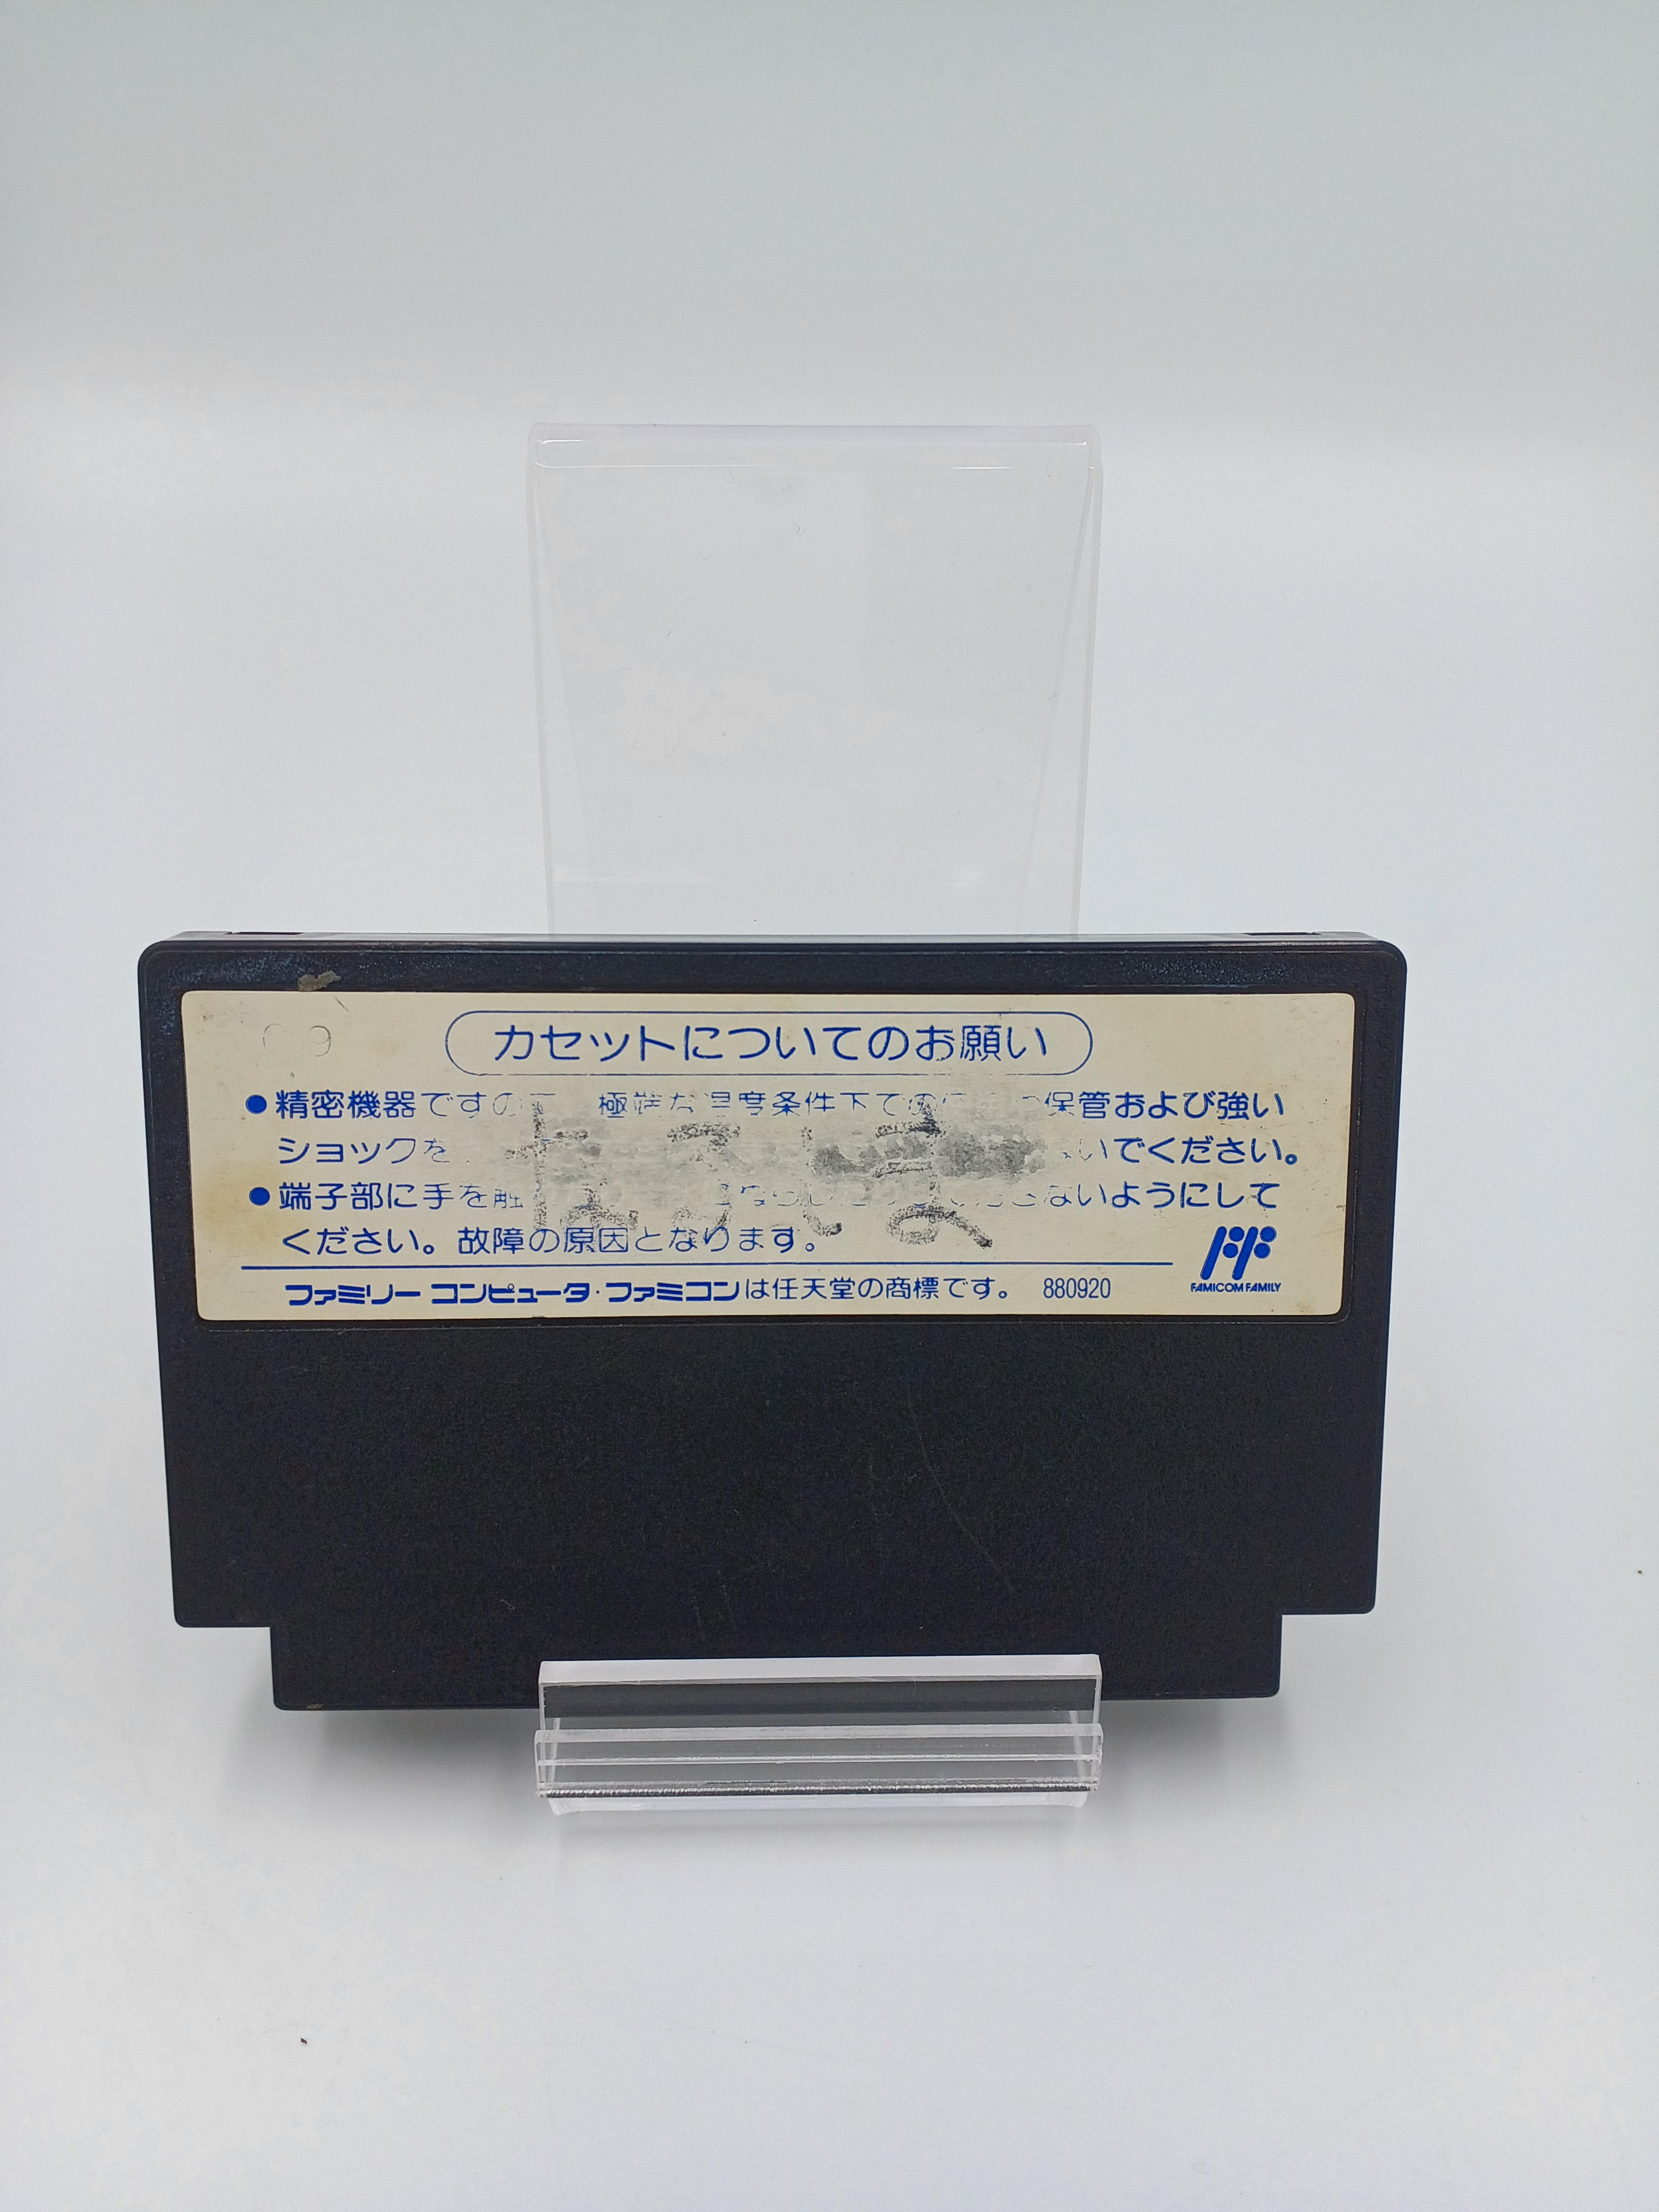 09
カセットについてのお願い
●精密機器ですの 極端な温度条件下での 保管および強い
ショックを いでください。
●端子部に手を触 ないようにして
ください。故障の原因となります。
ファミリーコンピュータ・ファミコンは任天堂の商標です。 880920
FAMICOM FAMILY